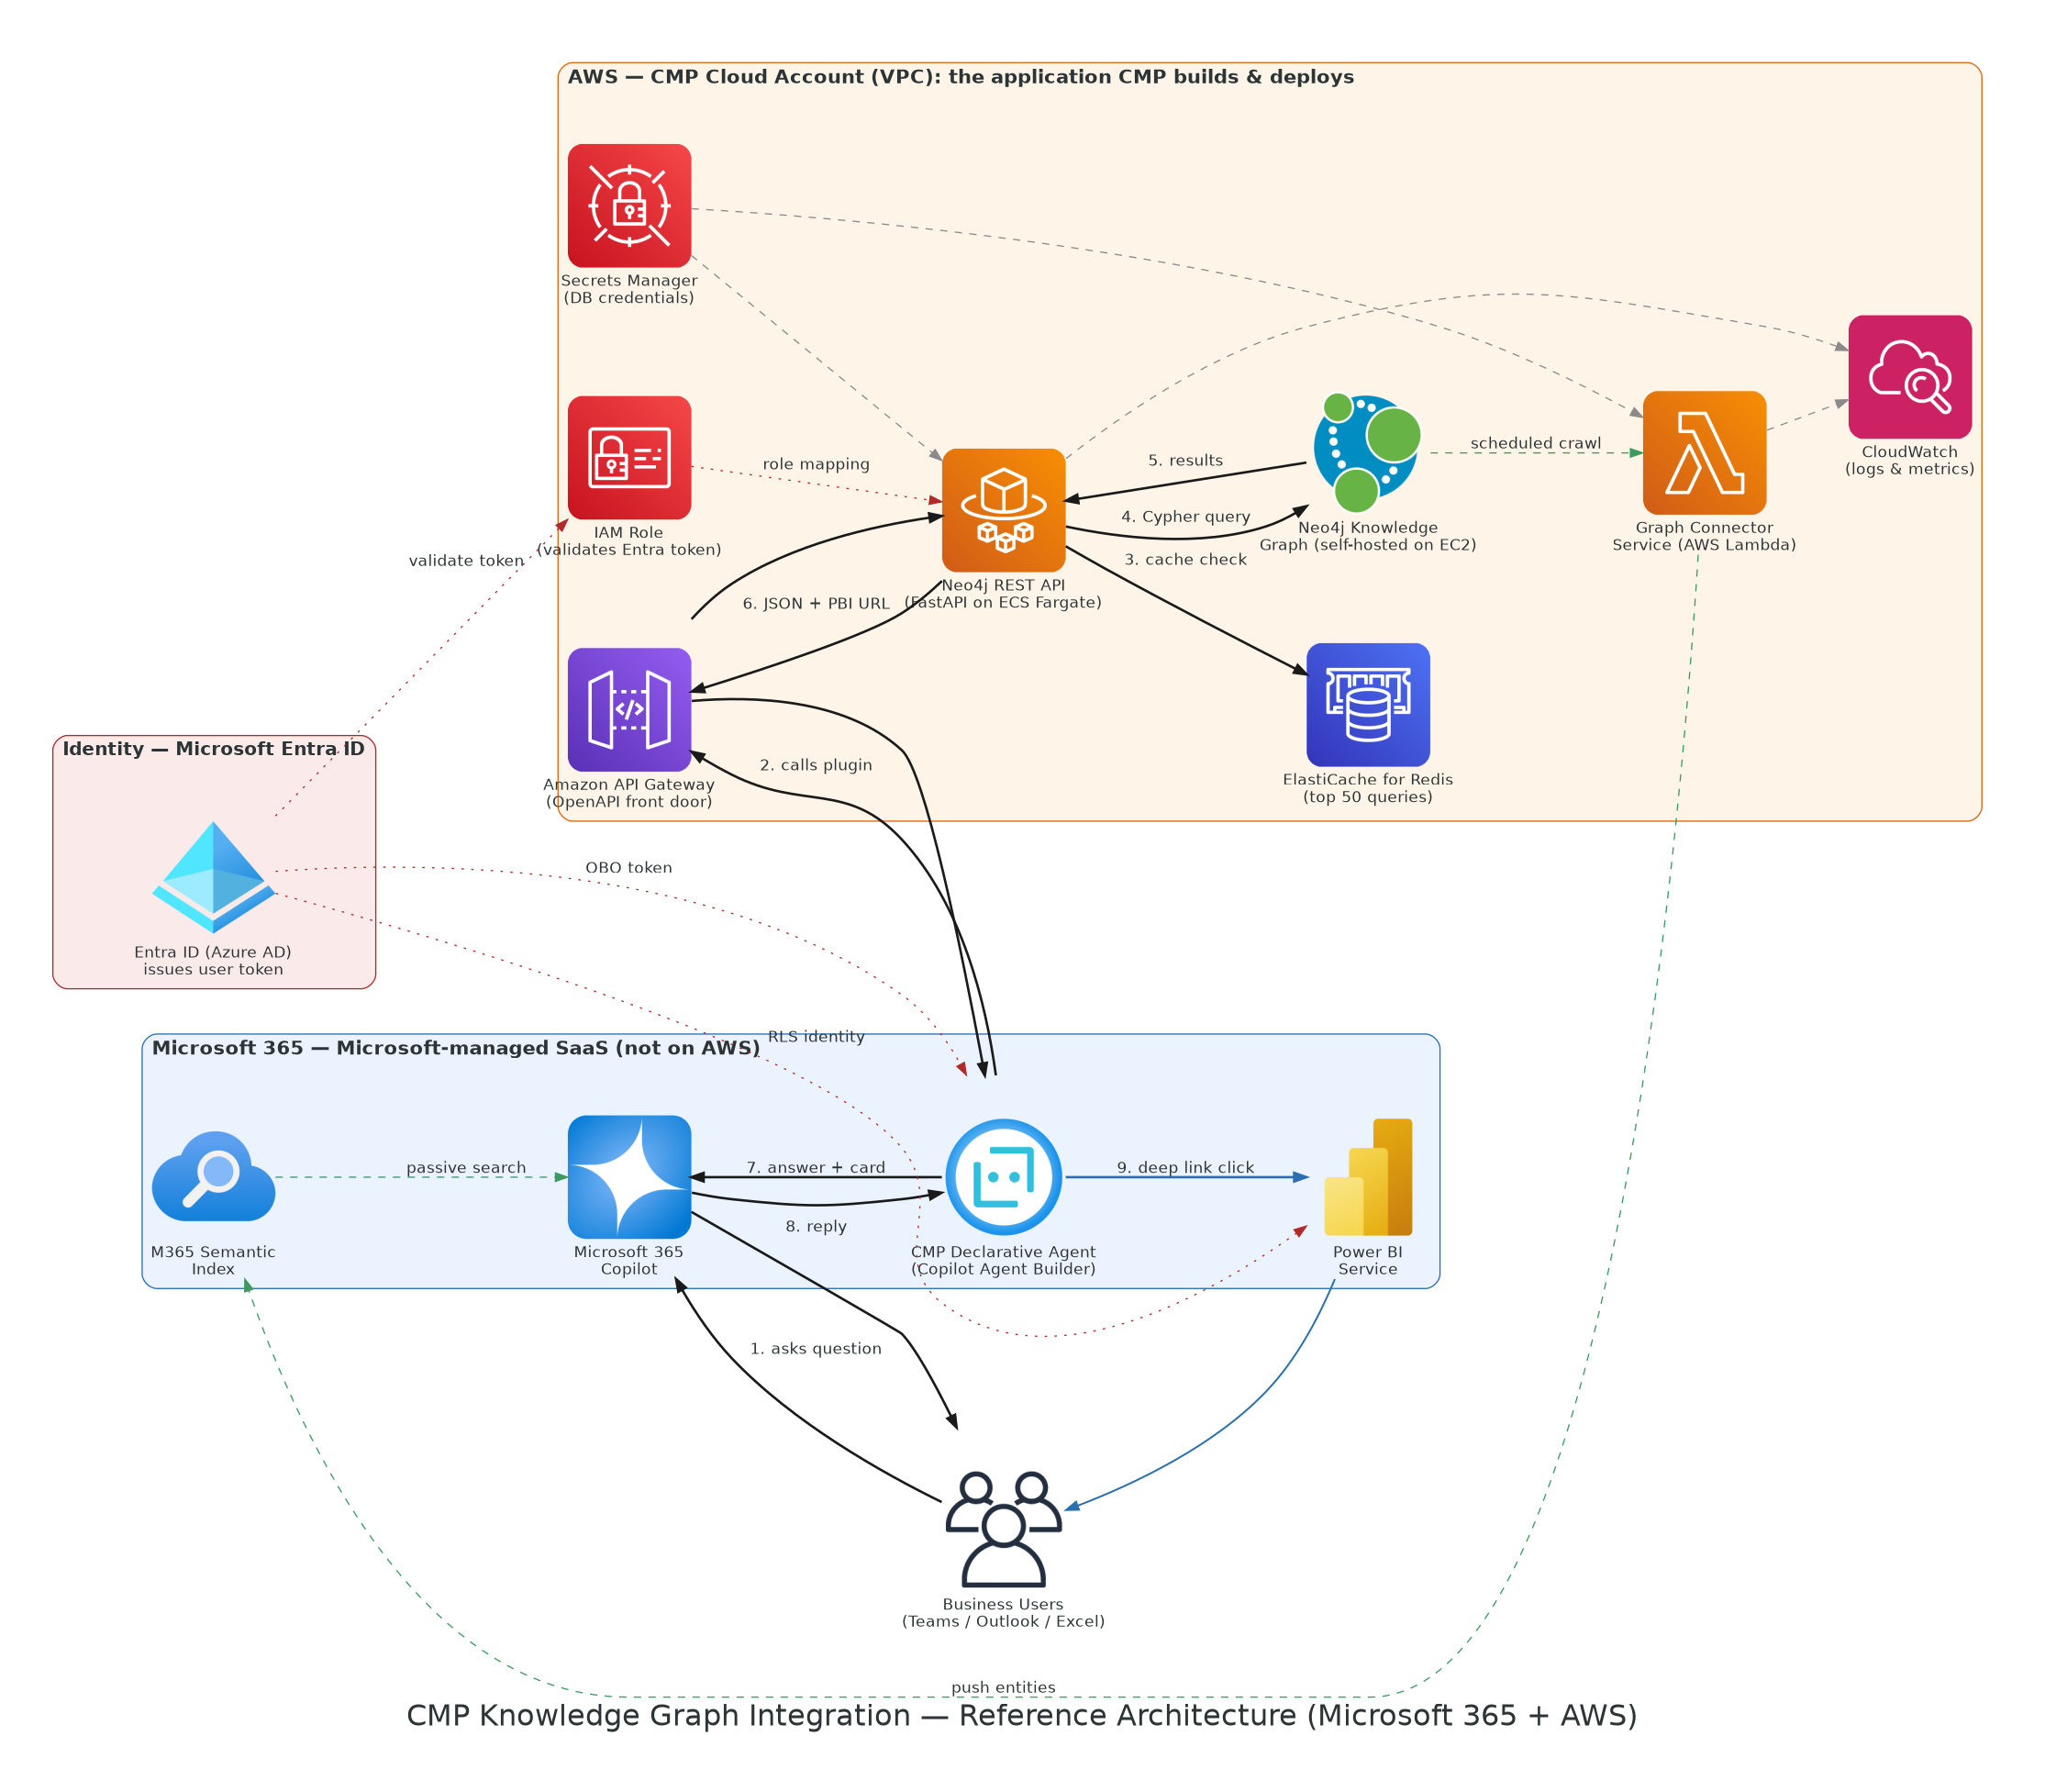 AWS — CMP Cloud Account (VPC): the application CMP builds & deploys
Secrets Manager
(DB credentials)
CloudWatch
(logs & metrics)
role mapping
5. results
scheduled crawl
4. Cypher query
3. cache check
IAM Role
(validates Entra token)
Neo4j Knowledge
Graph (self-hosted on EC2)
Graph Connector
Service (AWS Lambda)
validate token
Neo4j REST API
(FastAPI on ECS Fargate)
6. JSON + PBI URL
2. calls plugin
Amazon API Gateway
(OpenAPI front door)
ElastiCache for Redis
(top 50 queries)
Identity — Microsoft Entra ID
Entra ID (Azure AD)
issues user token
OBO token
RLS identity
Microsoft 365 — Microsoft-managed SaaS (not on AWS)
passive search
7. answer + card
9. deep link click
8. reply
M365 Semantic
Index
Microsoft 365
Copilot
CMP Declarative Agent
(Copilot Agent Builder)
Power BI
Service
1. asks question
Business Users
(Teams / Outlook / Excel)
push entities
CMP Knowledge Graph Integration — Reference Architecture (Microsoft 365 + AWS)